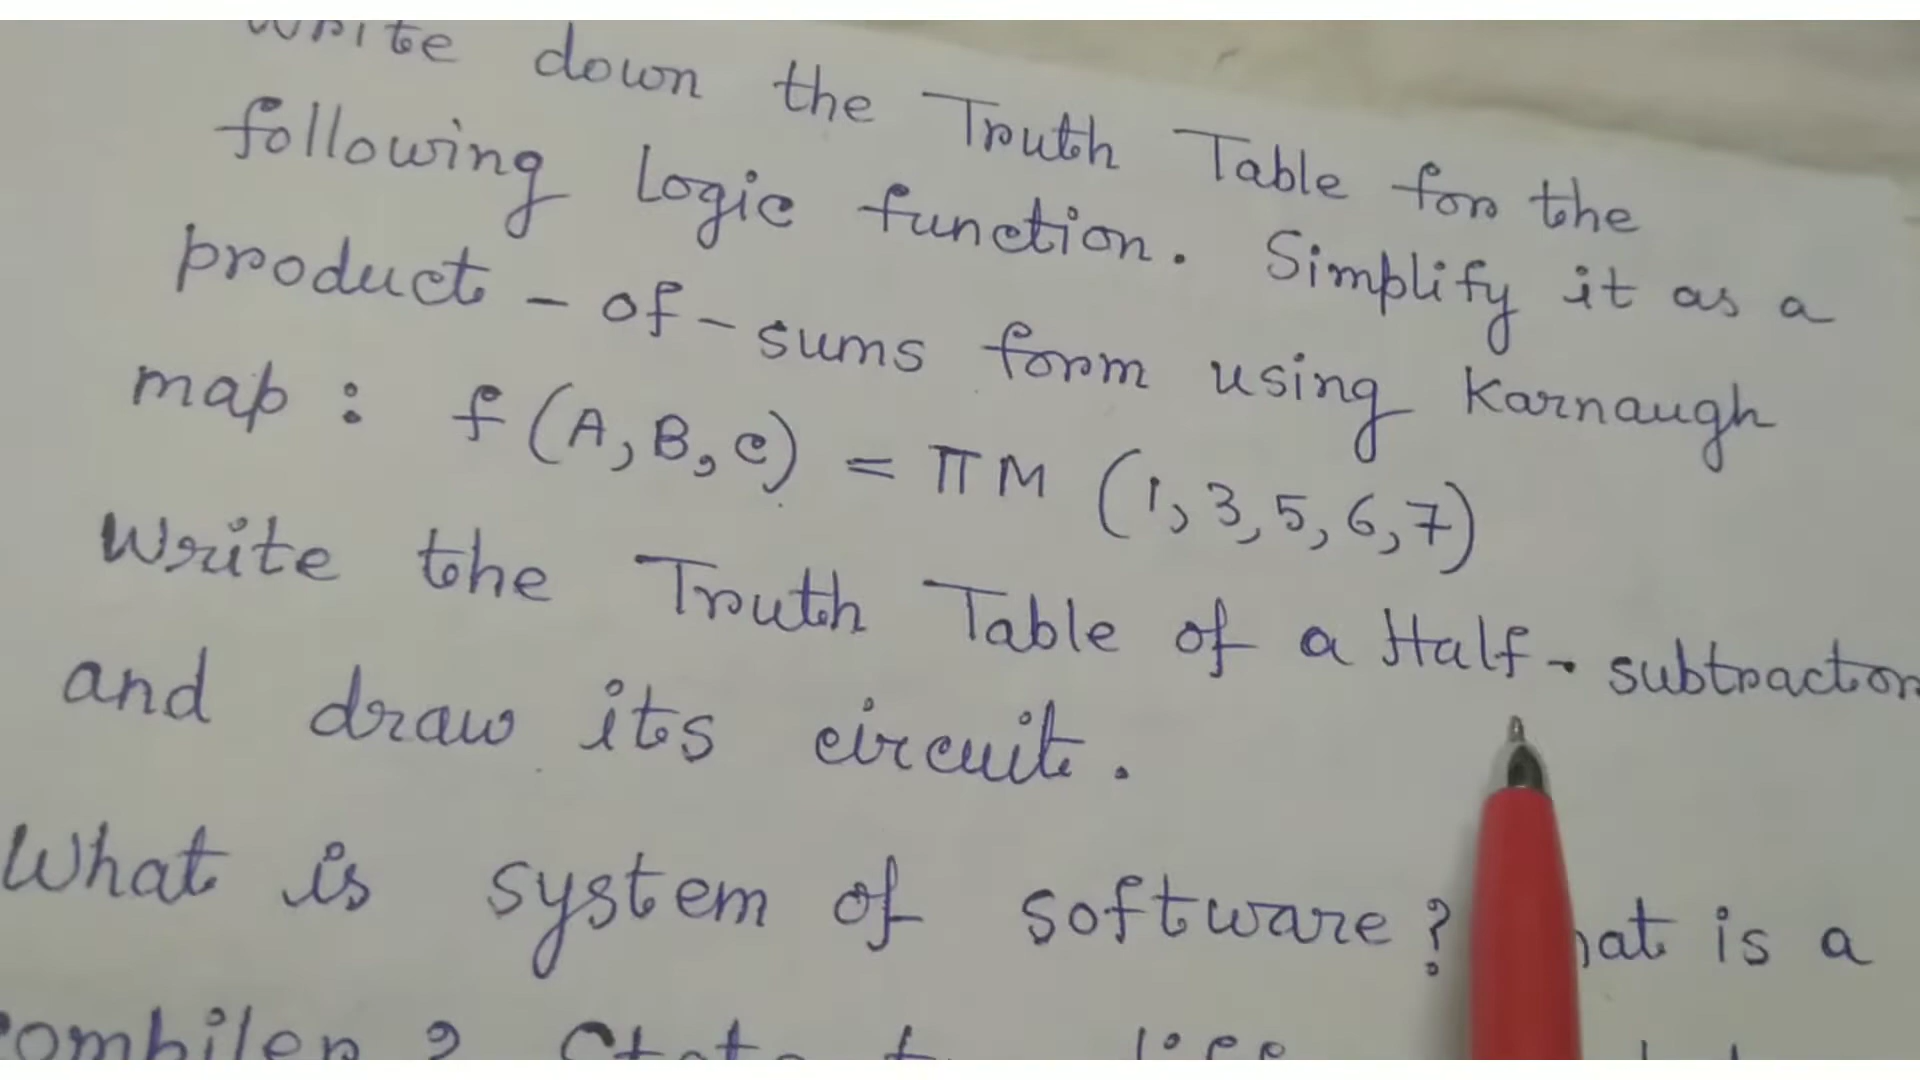 Write down the Truth Table for the
following Logic function. Simplify it as a
product-of-sums form using Karnaugh
map : f(A,B,C) = πM (1,3,5,6,7)
Write the Truth Table of a Half-subtractor
and draw its circuit.
What is system of software? is a
compiler?